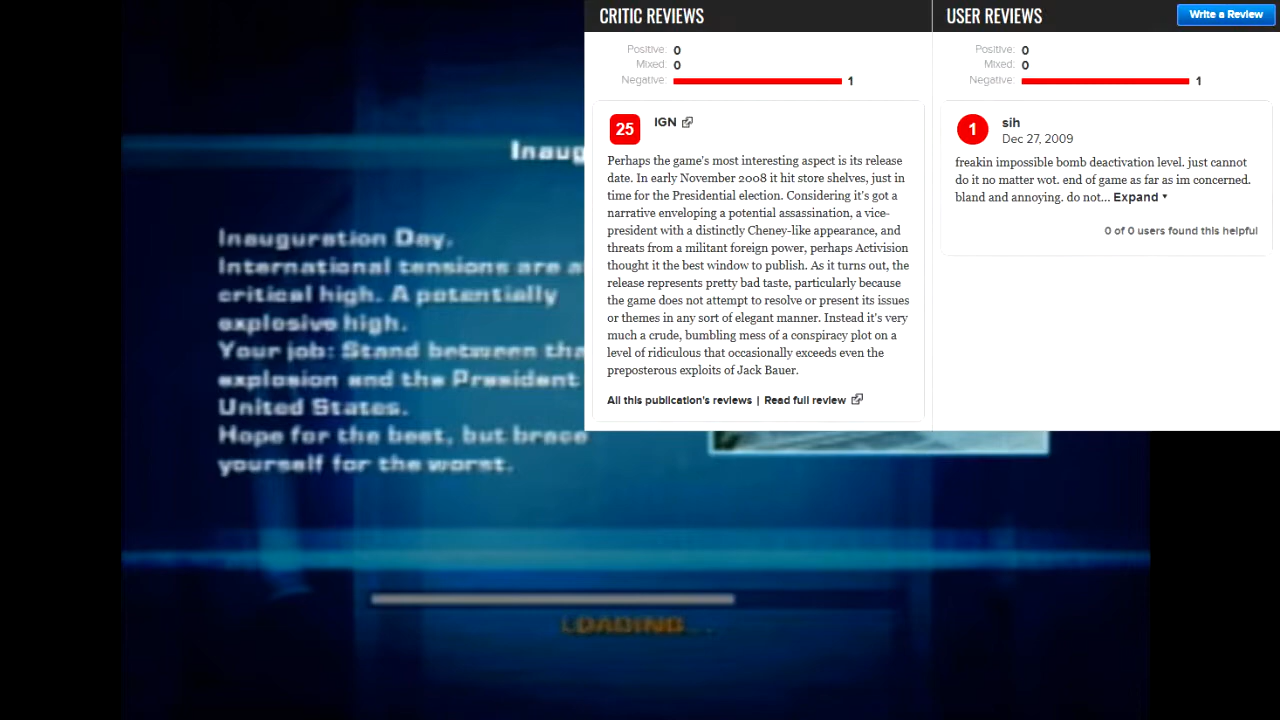 CRITIC REVIEWS
Positive: 0
Mixed: 0
Negative: 1
25
IGN
Perhaps the game's most interesting aspect is its release
date. In early November 2008 it hit store shelves, just in
time for the Presidential election. Considering it's got a
narrative enveloping a potential assassination, a vice-
president with a distinctly Cheney-like appearance, and
threats from a militant foreign power, perhaps Activision
thought it the best window to publish. As it turns out, the
release represents pretty bad taste, particularly because
the game does not attempt to resolve or present its issues
or themes in any sort of elegant manner. Instead it's very
much a crude, bumbling mess of a conspiracy plot on a
level of ridiculous that occasionally exceeds even the
preposterous exploits of Jack Bauer.
All this publication's reviews | Read full review
USER REVIEWS
Write a Review
Positive: 0
Mixed: 0
Negative: 1
1
sih
Dec 27, 2009
freakin impossible bomb deactivation level. just cannot
do it no matter wot. end of game as far as im concerned.
bland and annoying. do not... Expand
0 of 0 users found this helpful
Inaug
Inauguration Day.
International tensions are a
critical high. A potentially
explosive high.
Your job: Stand between tha
explosion and the President
United States.
Hope for the best, but brace
yourself for the worst.
LOADING...